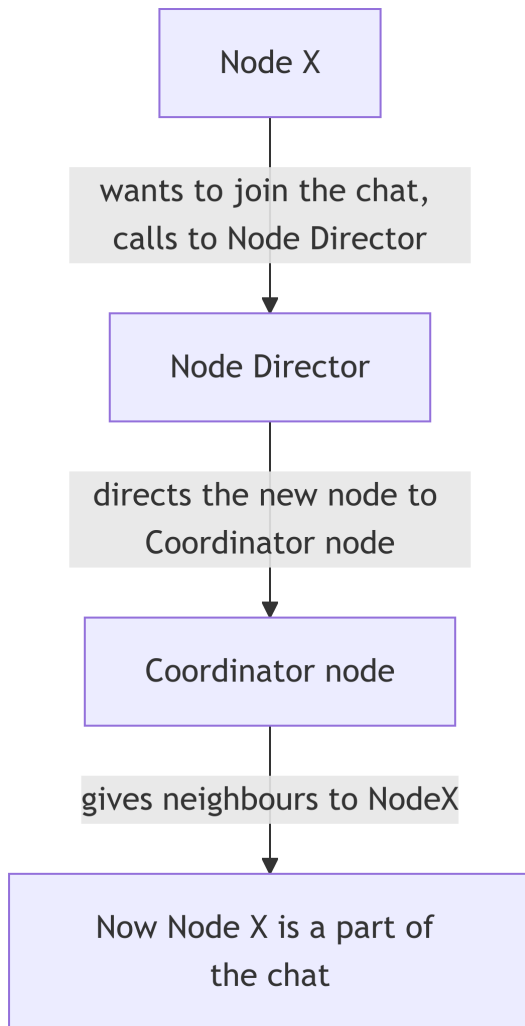 Node X
wants to join the chat,
calls to Node Director
Node Director
directs the new node to
Coordinator node
Coordinator node
gives neighbours to NodeX
Now Node X is a part of
the chat